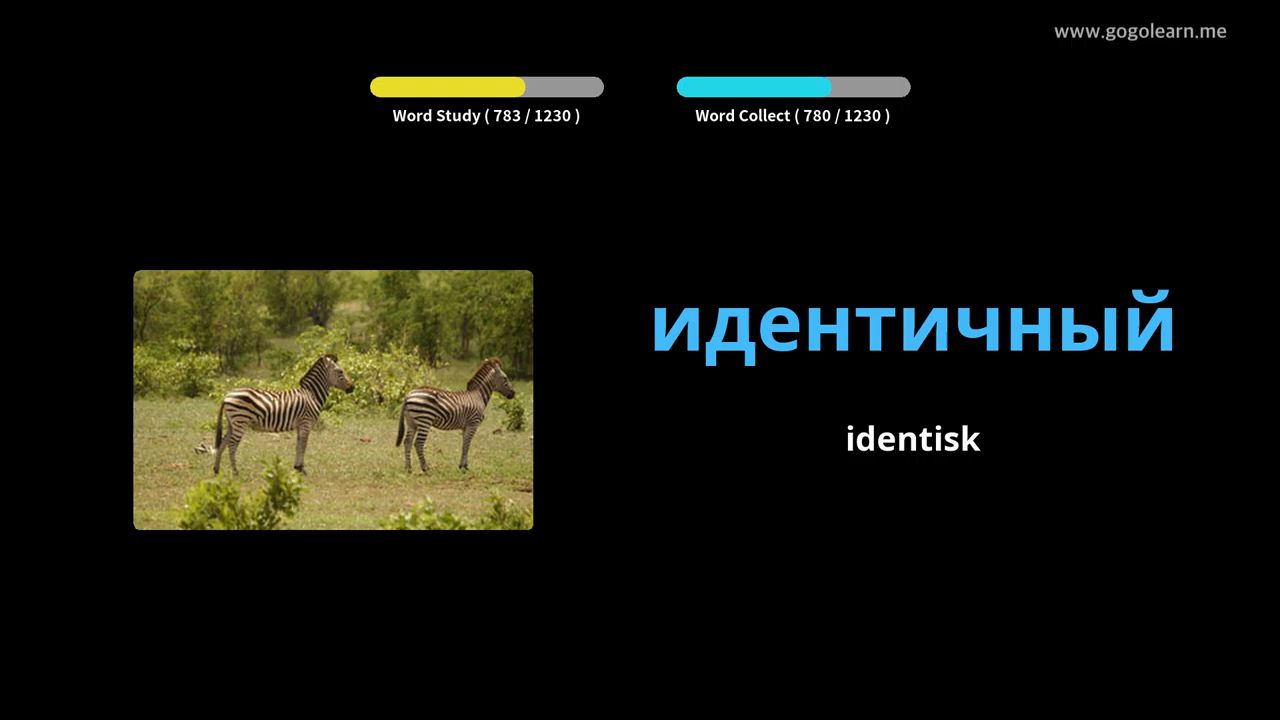 www.gogolearn.me
Word Study ( 783 / 1230 )
Word Collect ( 780 / 1230 )
идентичный
identisk